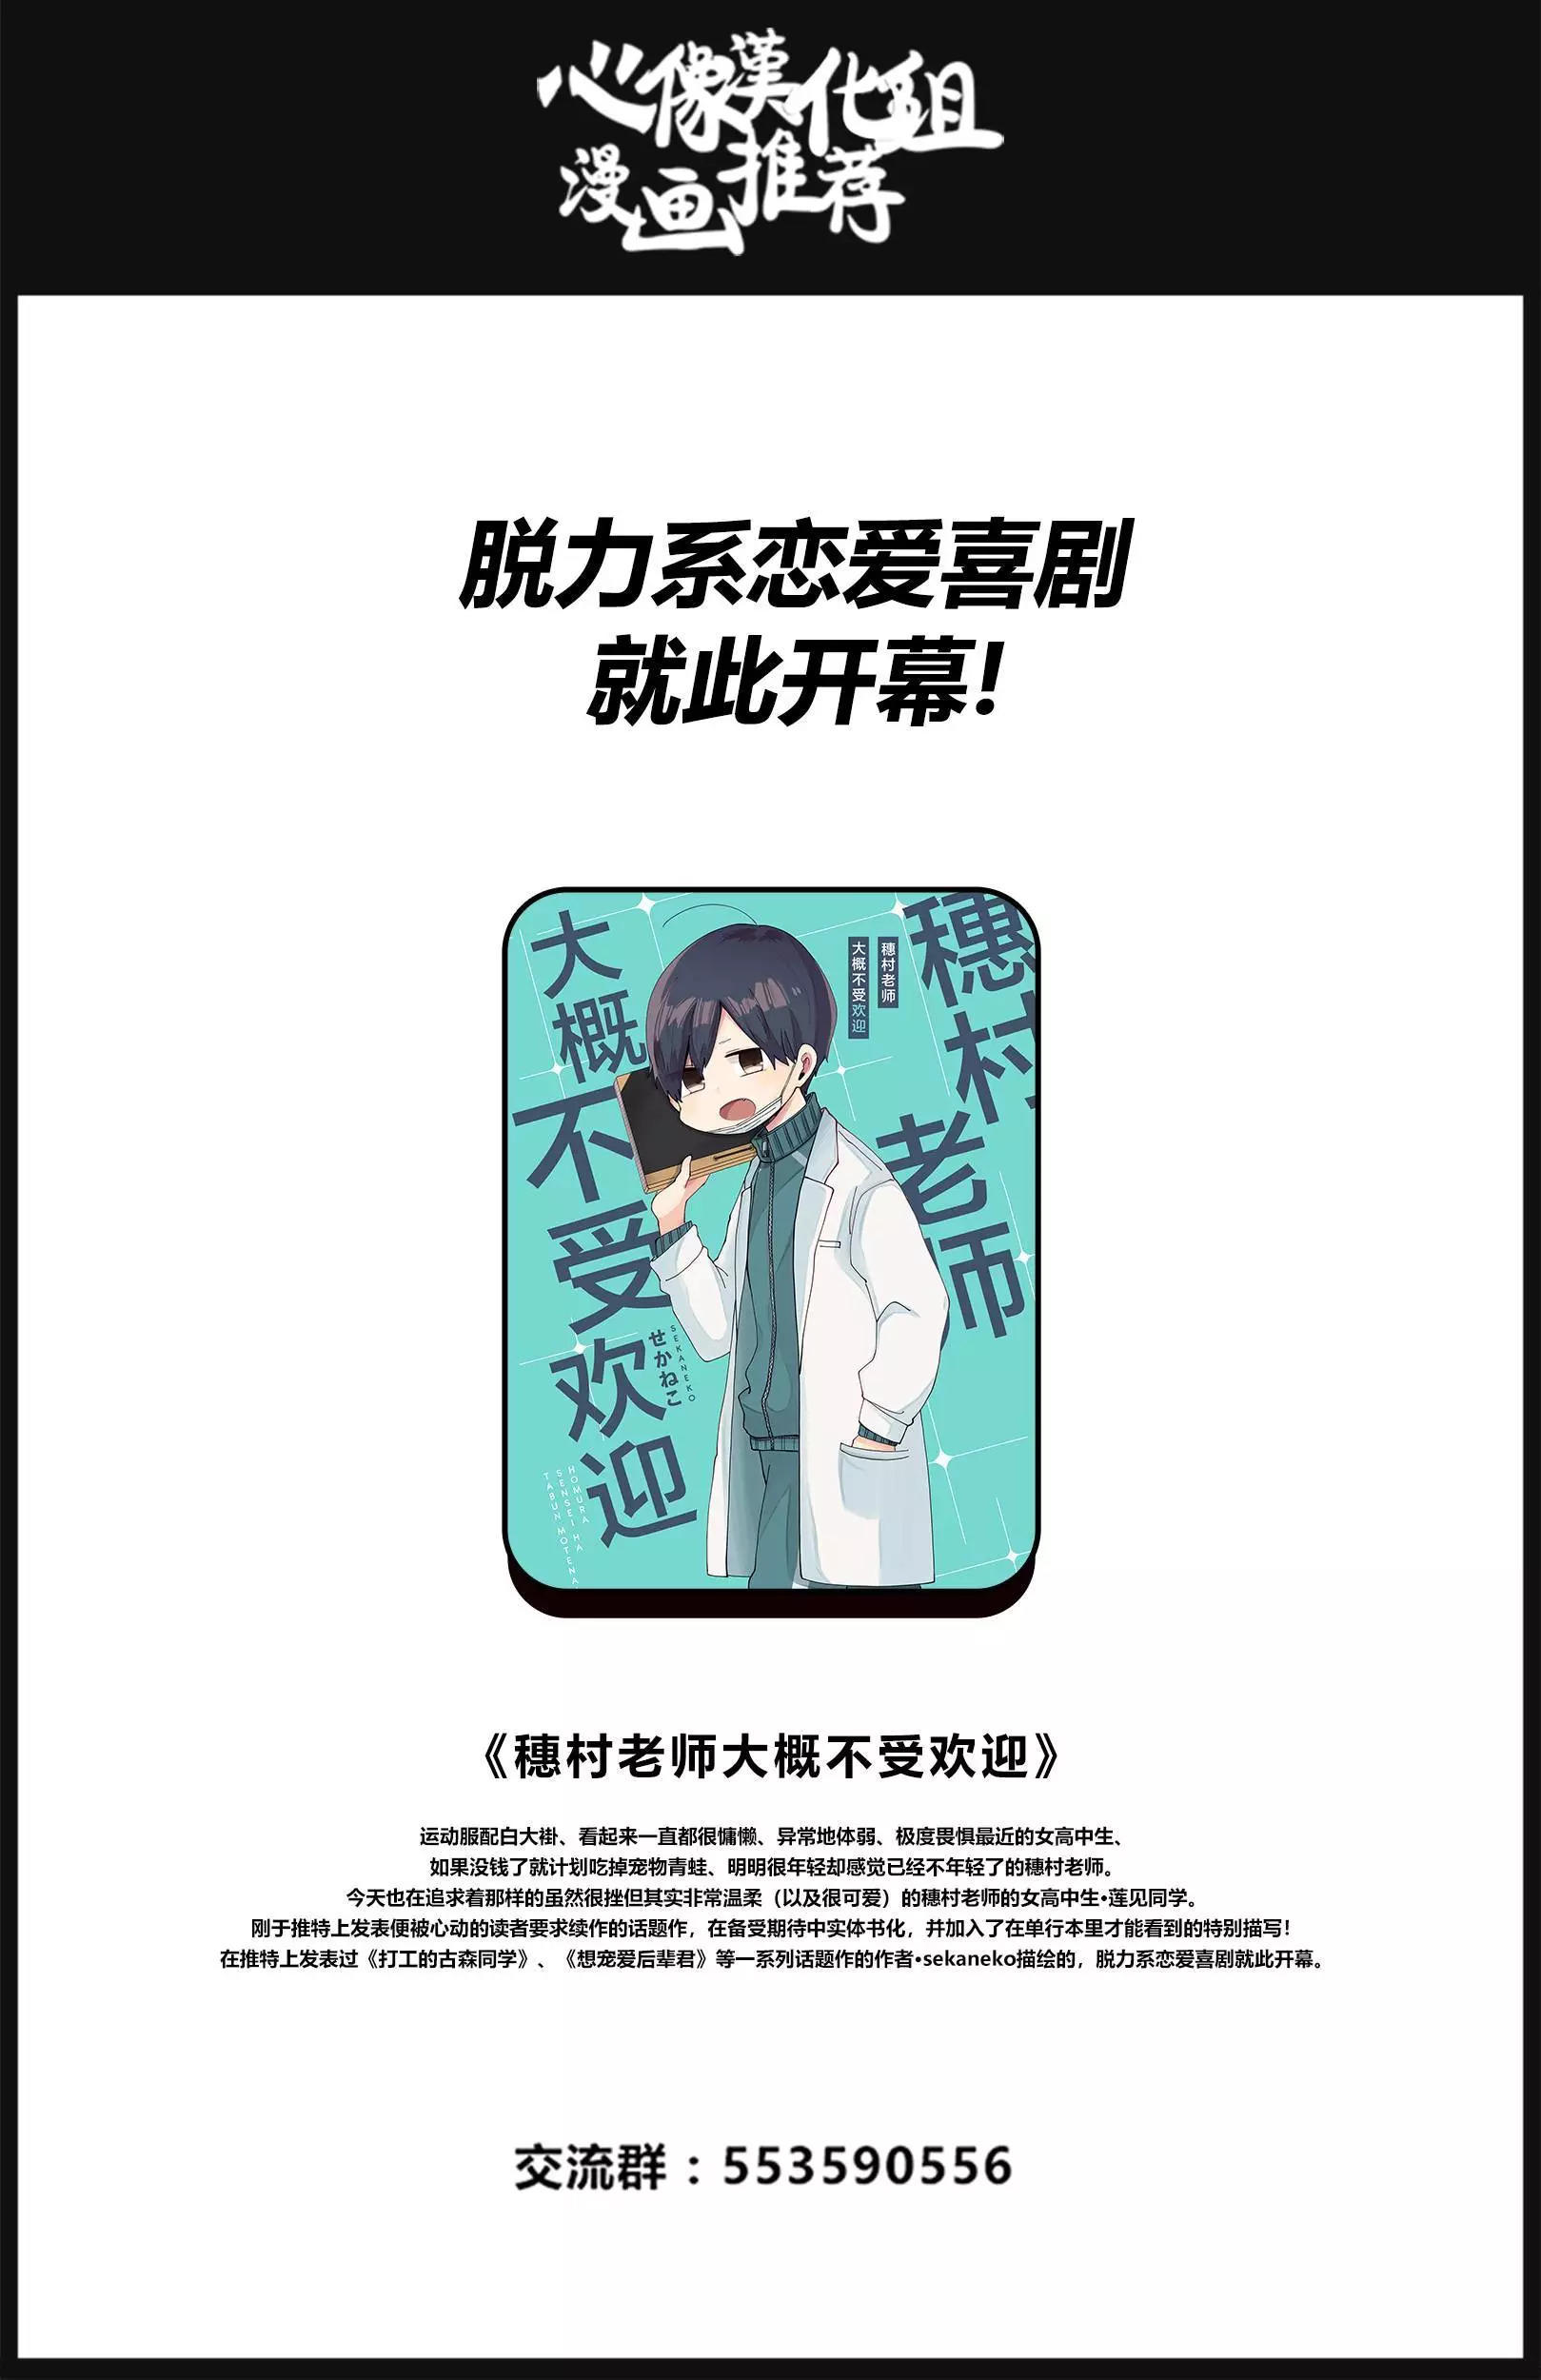 心像漢化组
漫画推荐
脱力系恋爱喜剧
就此开幕！
穗村老师
大概不受欢迎
穗村老师
大概不受欢迎
せかねこ
SEKANEKO
HOMURA
SENSEI HA
TABUN MOTENA
《穗村老师大概不受欢迎》
运动服配白大褂、看起来一直都很慵懒、异常地体弱、极度畏惧最近的女高中生、
如果没钱了就计划吃掉宠物青蛙、明明很年轻却感觉已经不年轻了的穗村老师。
今天也在追求着那样的虽然很挫但其实非常温柔（以及很可爱）的穗村老师的女高中生•莲见同学。
刚于推特上发表便被心动的读者要求续作的话题作，在备受期待中实体书化，并加入了在单行本里才能看到的特别描写！
在推特上发表过《打工的古森同学》、《想宠爱后辈君》等一系列话题作的作者•sekaneko描绘的，脱力系恋爱喜剧就此开幕。
交流群：553590556